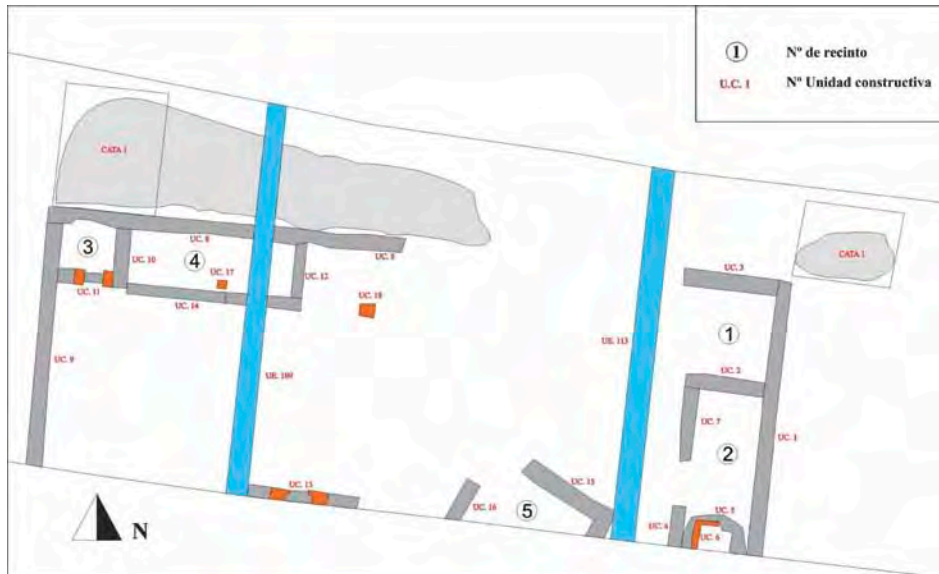 1 Nº de recinto
U.C. 1 Nº Unidad constructiva
CATA 1
CATA 1
3
UC. 8
UC. 10
4
UC. 17
UC. 8
UC. 12
UC. 11
UC. 14
UC. 18
UC. 3
1
UC. 9
UE. 100
UE. 113
UC. 2
UC. 7
UC. 1
2
UC. 15
UC. 15
UC. 16
5
UC. 5
UC. 4
UC. 6
N